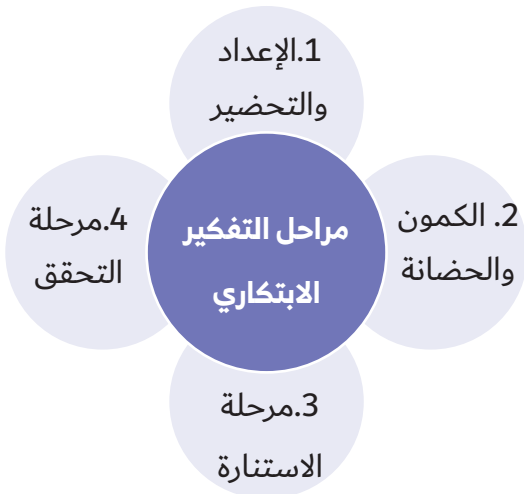 1.الإعداد
والتحضير
مراحل التفكير
الابتكاري
2. الكمون
والحضانة
3.مرحلة
الاستنارة
4.مرحلة
التحقق